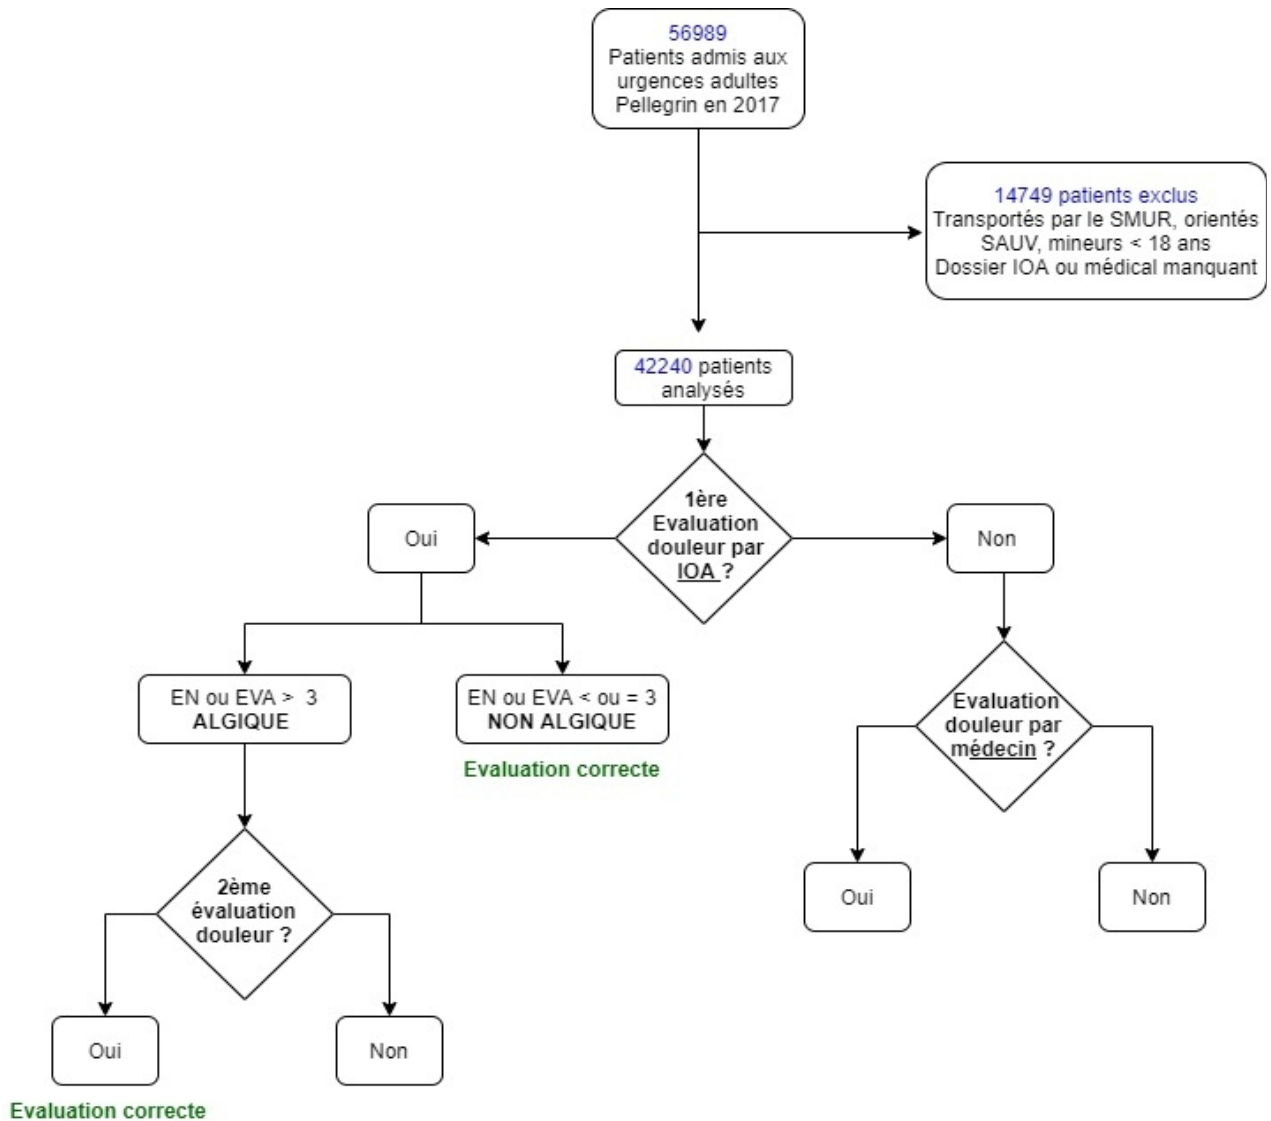 56989
Patients admis aux
urgences adultes
Pellegrin en 2017
14749 patients exclus
Transportés par le SMUR, orientés
SAUV, mineurs < 18 ans
Dossier IOA ou médical manquant
42240 patients
analysés
1ère
Evaluation
douleur par
IOA ?
Oui
Non
EN ou EVA > 3
ALGIQUE
EN ou EVA < ou = 3
NON ALGIQUE
Evaluation correcte
Evaluation
douleur par
médecin ?
Oui
Non
2ème
évaluation
douleur ?
Oui
Non
Evaluation correcte